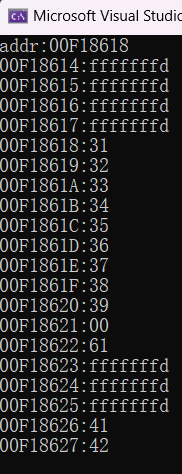 Microsoft Visual Studio
addr:00F18618
00F18614:fffffffd
00F18615:fffffffd
00F18616:fffffffd
00F18617:fffffffd
00F18618:31
00F18619:32
00F1861A:33
00F1861B:34
00F1861C:35
00F1861D:36
00F1861E:37
00F1861F:38
00F18620:39
00F18621:00
00F18622:61
00F18623:fffffffd
00F18624:fffffffd
00F18625:fffffffd
00F18626:41
00F18627:42